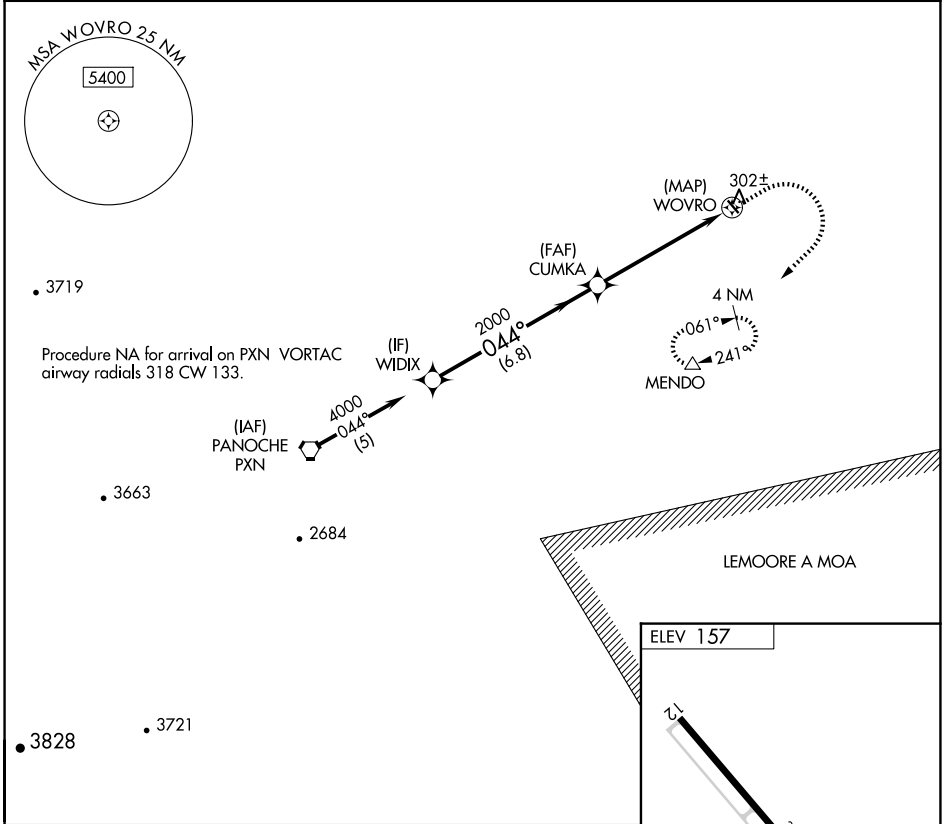 MSA WOVRO 25 NM
5400
(MAP)
WOVRO
302±
(FAF)
CUMKA
3719
4 NM
2000
044°
(6.8)
061°
241°
MENDO
Procedure NA for arrival on PXN VORTAC
airway radials 318 CW 133.
(IF)
WIDIX
4000
044°
(5)
(IAF)
PANOCHE
PXN
3663
2684
LEMOORE A MOA
ELEV 157
12
3721
3828